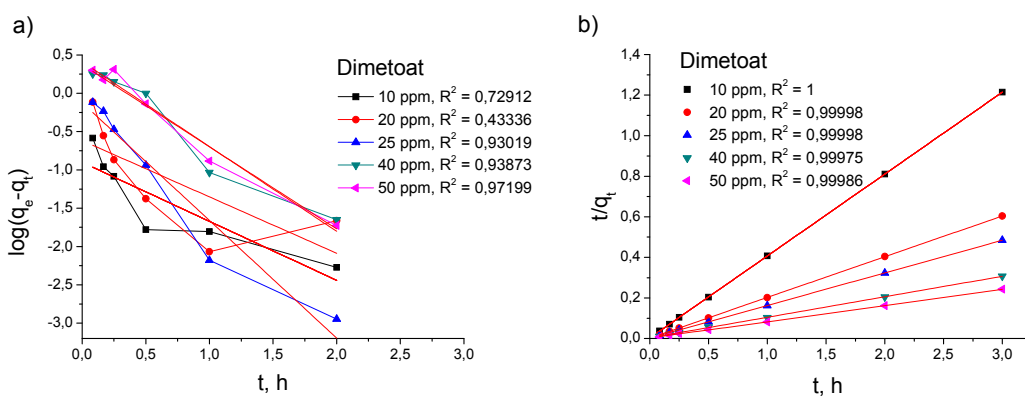 a)
log(qe-qt)
0,5
0,0
-0,5
-1,0
-1,5
-2,0
-2,5
-3,0
0,0 0,5 1,0 1,5 2,0 2,5 3,0
t, h
Dimetoat
10 ppm, R² = 0,72912
20 ppm, R² = 0,43336
25 ppm, R² = 0,93019
40 ppm, R² = 0,93873
50 ppm, R² = 0,97199
b)
t/qt
1,4
1,2
1,0
0,8
0,6
0,4
0,2
0,0
0,0 0,5 1,0 1,5 2,0 2,5 3,0
t, h
Dimetoat
10 ppm, R² = 1
20 ppm, R² = 0,99998
25 ppm, R² = 0,99998
40 ppm, R² = 0,99975
50 ppm, R² = 0,99986